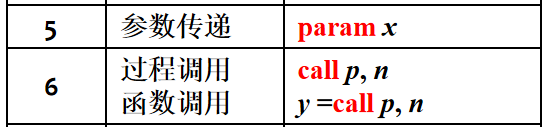 5 参数传递 param x
6 过程调用 call p, n
函数调用 y =call p, n